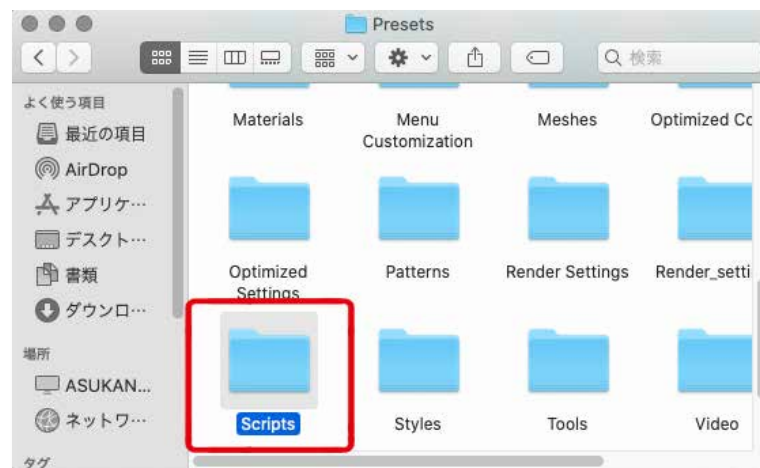 Presets
検索
よく使う項目
最近の項目
AirDrop
アプリケ…
デスクト…
書類
ダウンロ…
場所
ASUKAN...
ネットワ…
タグ
Materials
Menu
Customization
Meshes
Optimized Cc
Optimized
Settings
Patterns
Render Settings
Render_setti
Scripts
Styles
Tools
Video